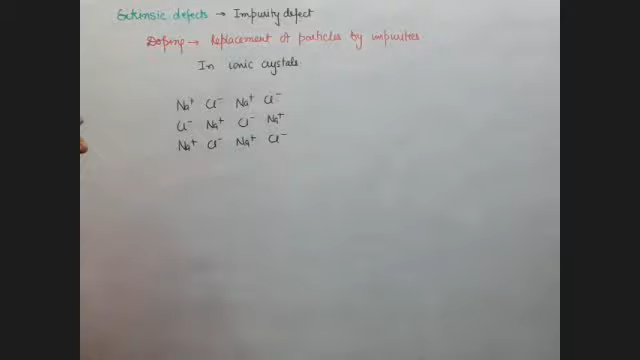 Extrinsic defects → Impurity defect
Doping → Replacement of particles by impurities
In ionic crystals
Na⁺ Cl⁻ Na⁺ Cl⁻
Cl⁻ Na⁺ Cl⁻ Na⁺
Na⁺ Cl⁻ Na⁺ Cl⁻